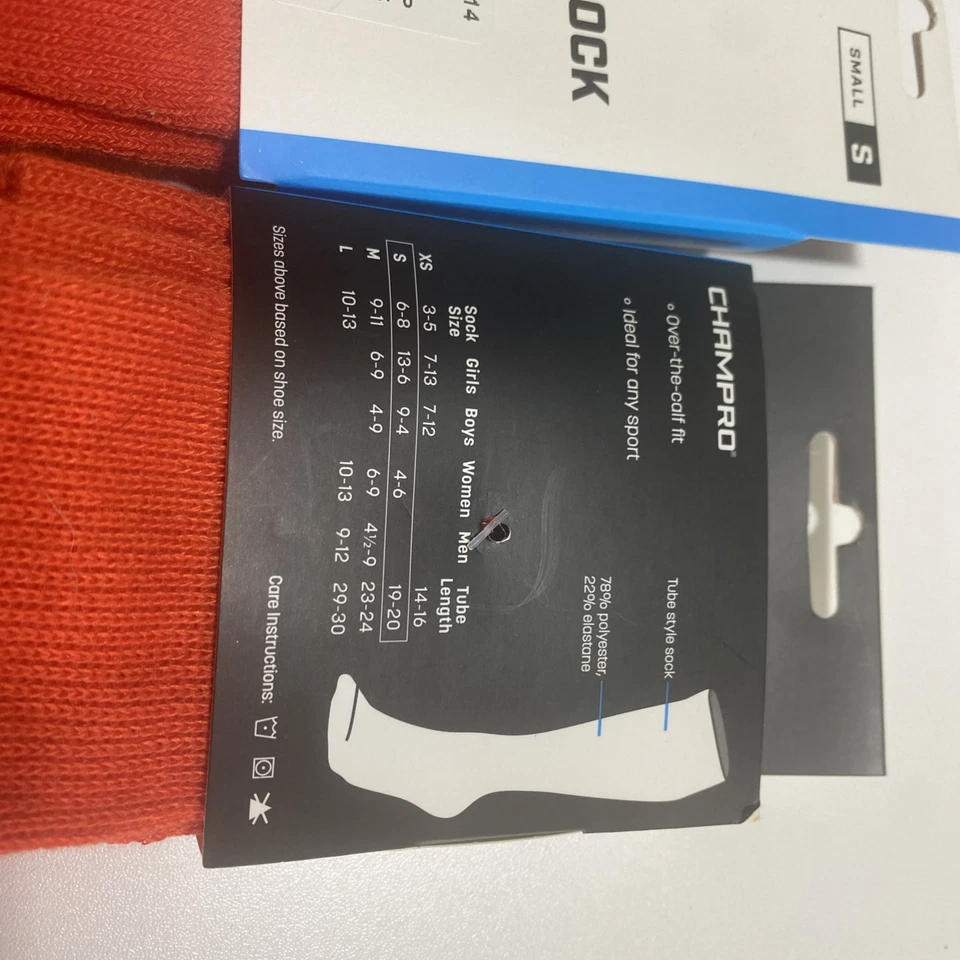 14
OCK
SMALL S
CHAMPRO®
° Over-the-calf fit
° Ideal for any sport
Tube style sock
78% polyester,
22% elastane
Sock Size Girls Boys Women Men Tube Length
XS 3-5 7-13 7-12 14-16
S 6-8 13-6 9-4 4-6 19-20
M 9-11 6-9 4-9 6-9 4½-9 23-24
L 10-13 10-13 9-12 29-30
Sizes above based on shoe size.
Care Instructions: